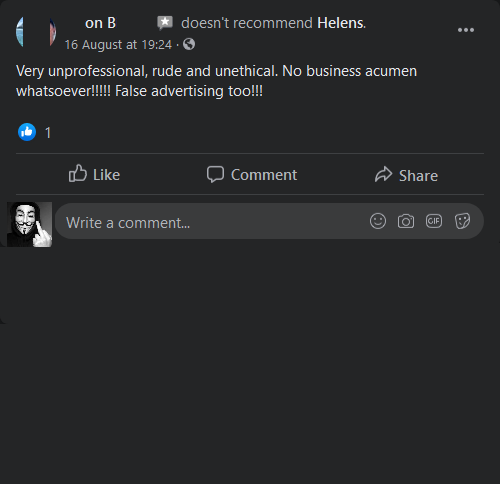 on B doesn't recommend Helens.
16 August at 19:24 ·
Very unprofessional, rude and unethical. No business acumen
whatsoever!!!!! False advertising too!!!
1
Like Comment Share
Write a comment...
GIF